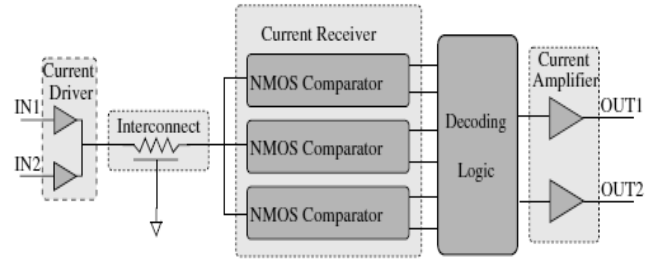 Current
Driver
IN1
IN2
Interconnect
Current Receiver
NMOS Comparator
NMOS Comparator
NMOS Comparator
Decoding
Logic
Current
Amplifier
OUT1
OUT2